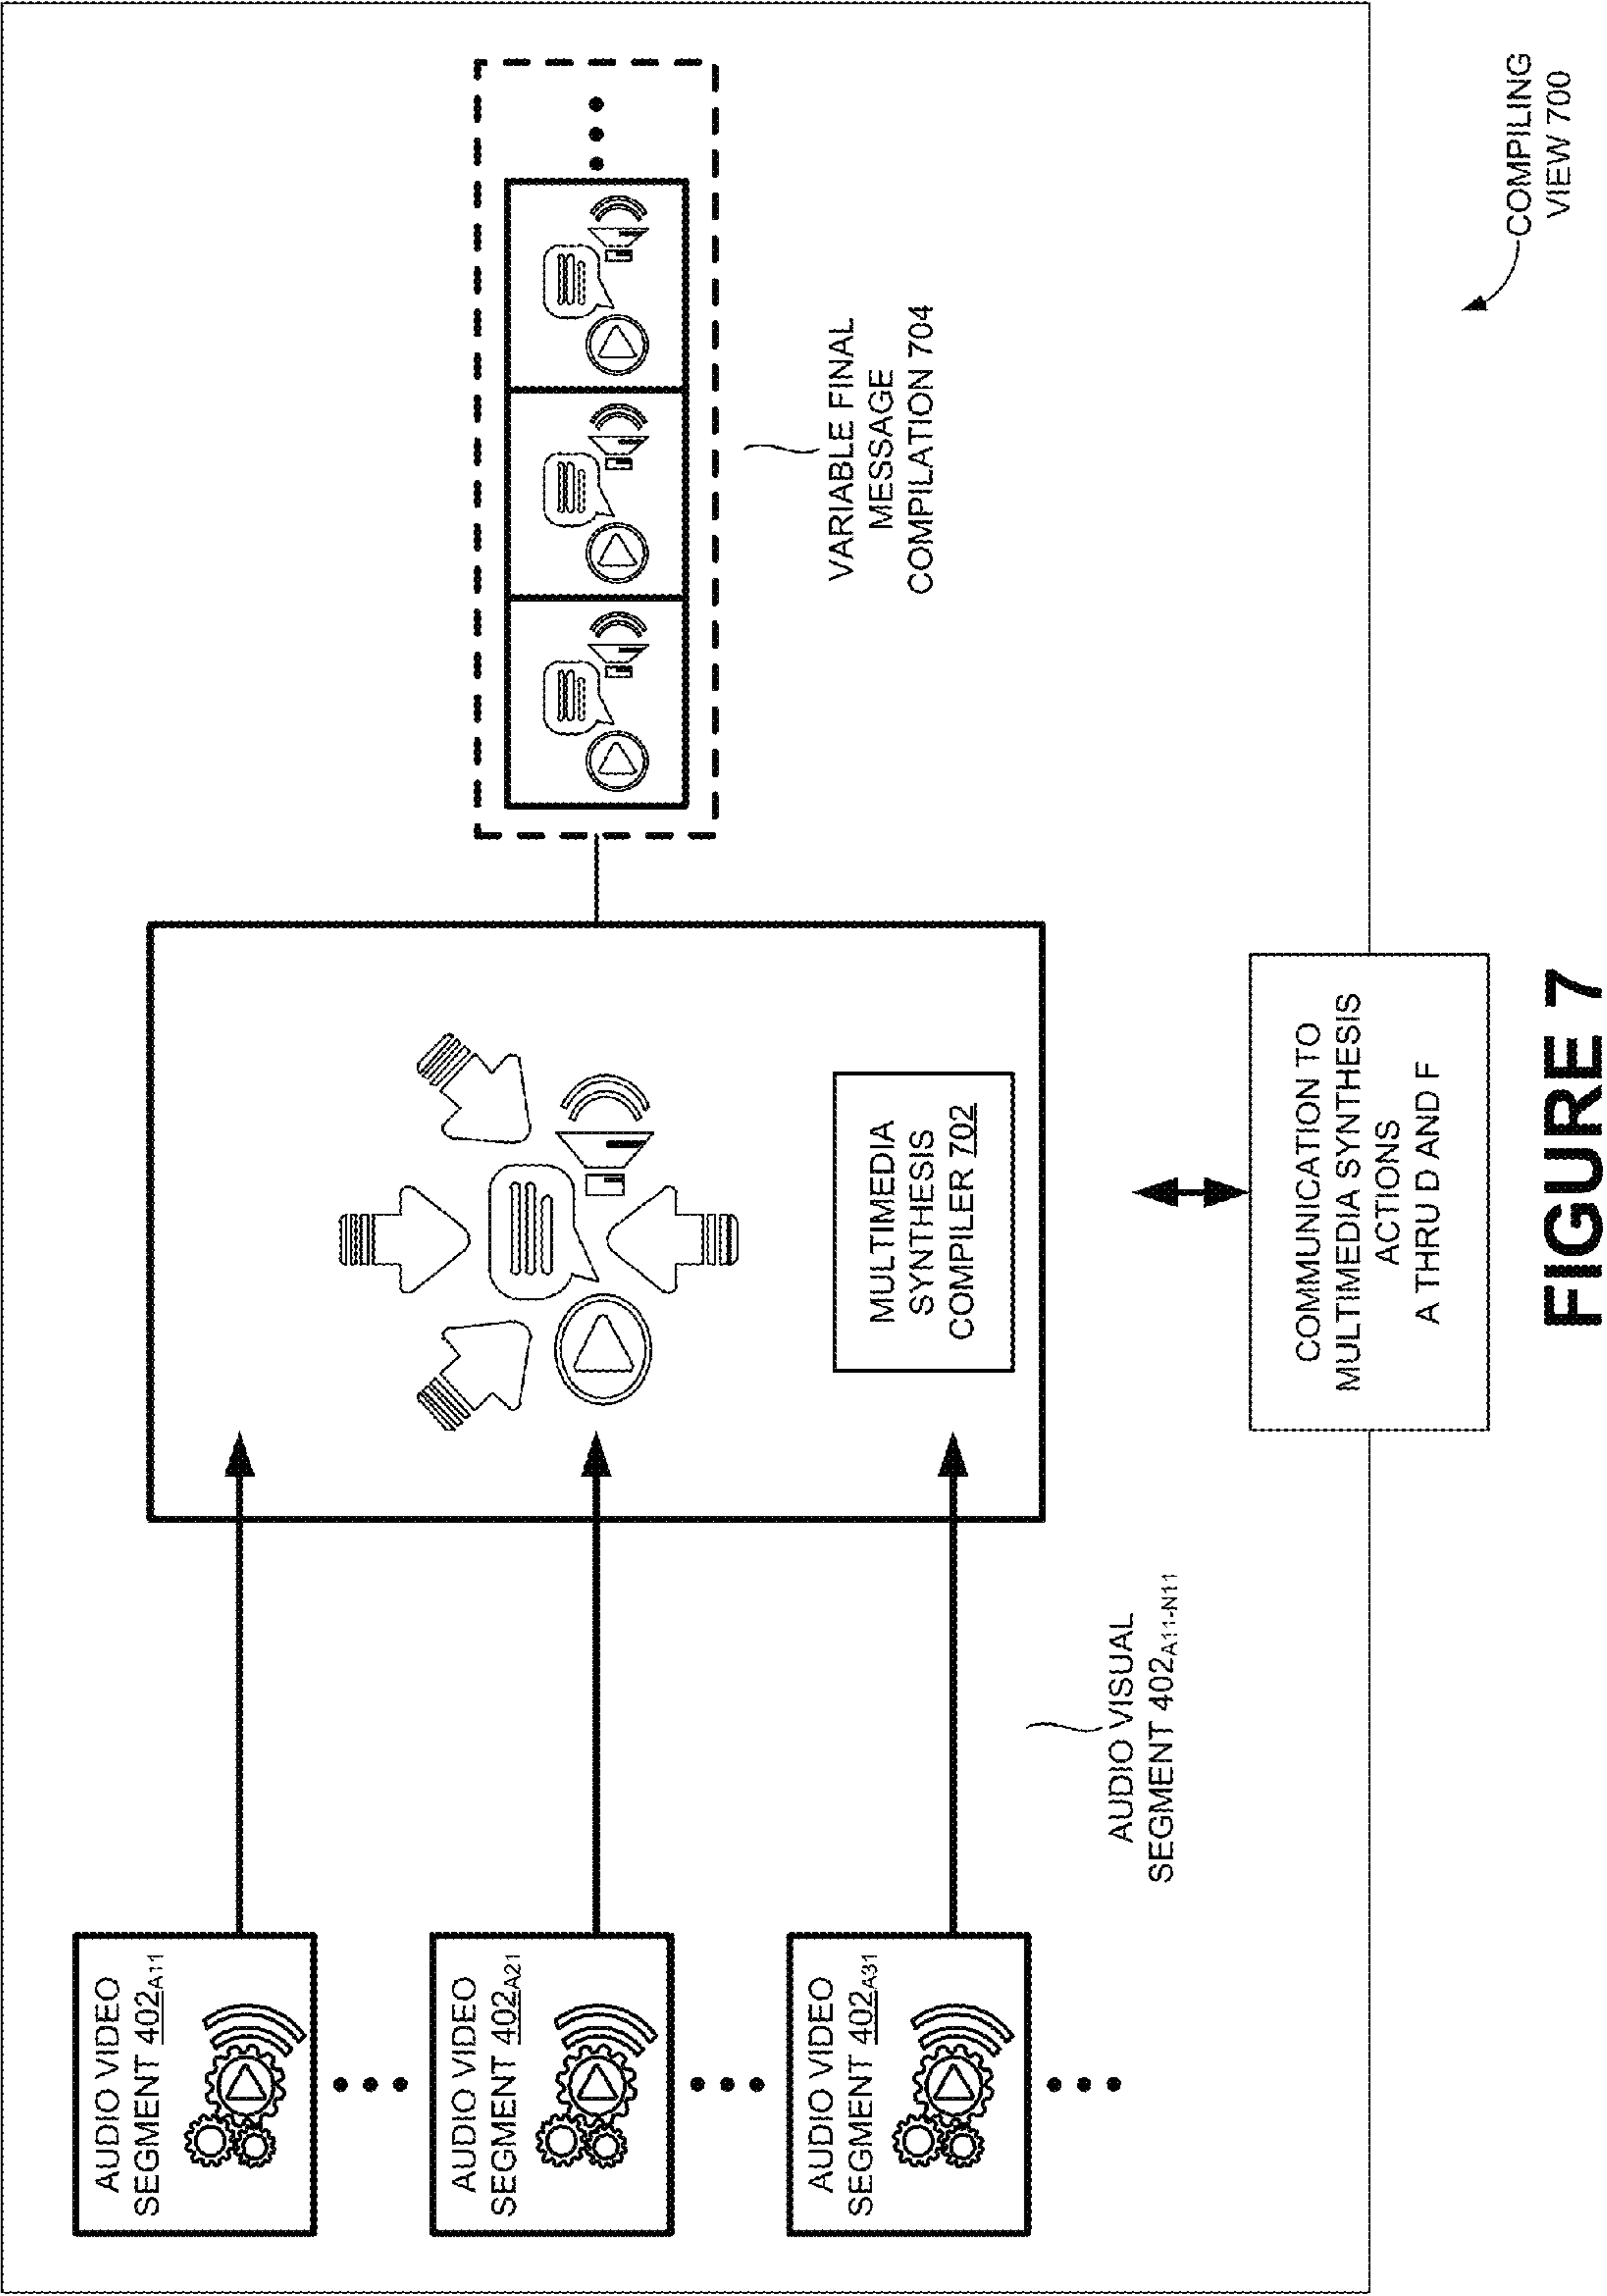 AUDIO VIDEO
SEGMENT 402A11
AUDIO VIDEO
SEGMENT 402A21
AUDIO VIDEO
SEGMENT 402A31
AUDIO VISUAL
SEGMENT 402A11-N11
MULTIMEDIA
SYNTHESIS
COMPILER 702
VARIABLE FINAL
MESSAGE
COMPILATION 704
COMMUNICATION TO
MULTIMEDIA SYNTHESIS
ACTIONS
A THRU D AND F
COMPILING
VIEW 700
FIGURE 7